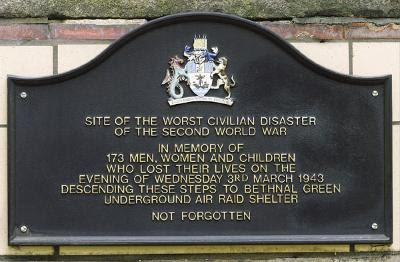 SITE OF THE WORST CIVILIAN DISASTER
OF THE SECOND WORLD WAR
IN MEMORY OF
173 MEN, WOMEN AND CHILDREN
WHO LOST THEIR LIVES ON THE
EVENING OF WEDNESDAY 3RD MARCH 1943
DESCENDING THESE STEPS TO BETHNAL GREEN
UNDERGROUND AIR RAID SHELTER
NOT FORGOTTEN